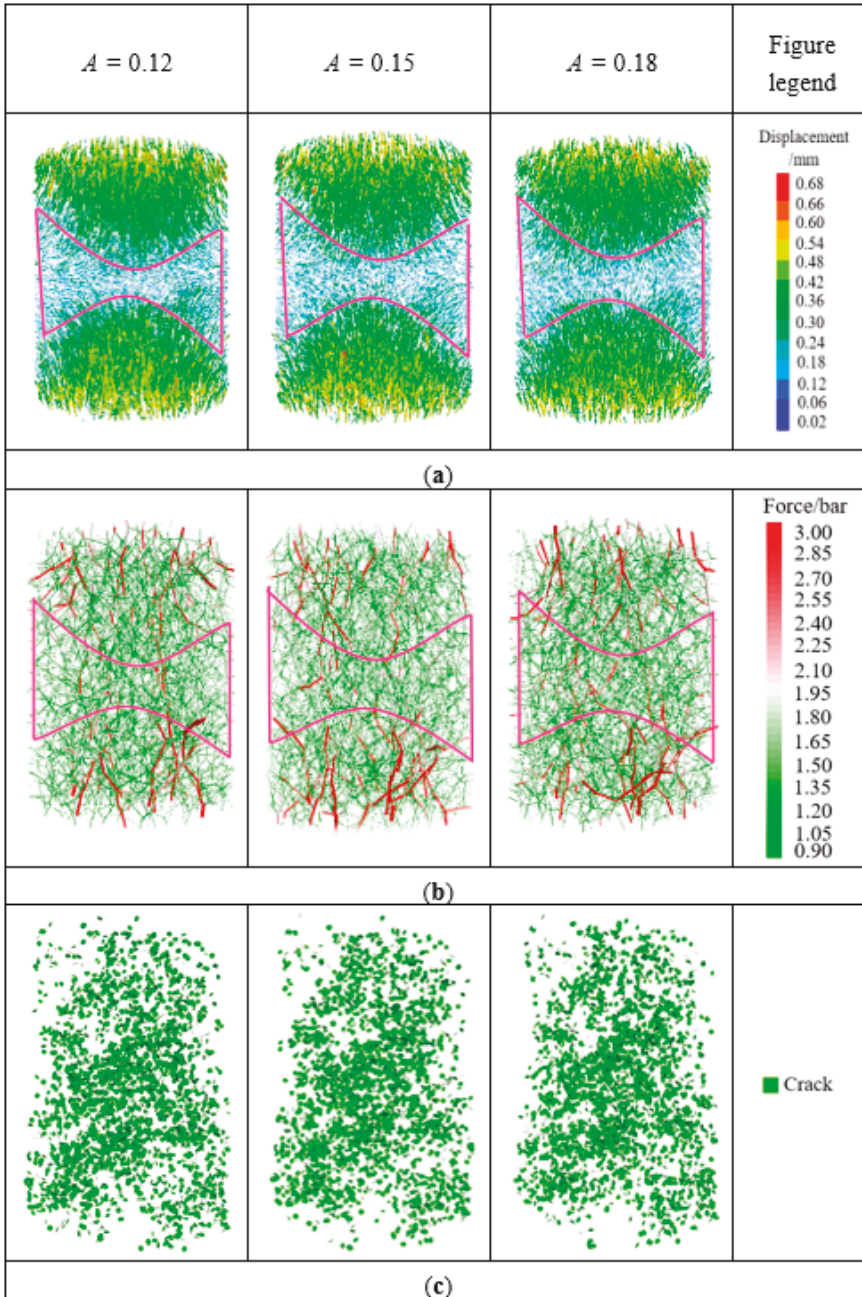 A = 0.12
A = 0.15
A = 0.18
Figure
legend
Displacement
/mm
0.68
0.66
0.60
0.54
0.48
0.42
0.36
0.30
0.24
0.18
0.12
0.06
0.02
(a)
Force/bar
3.00
2.85
2.70
2.55
2.40
2.25
2.10
1.95
1.80
1.65
1.50
1.35
1.20
1.05
0.90
(b)
Crack
(c)